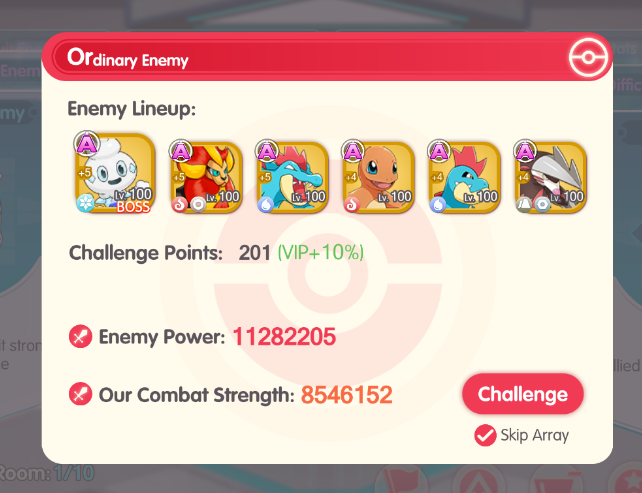 Ordinary Enemy
Enemy Lineup:
A A A A A A
+5 +5 +5 +4 +4 +4
Lv.100 Lv.100 Lv.100 Lv.100 Lv.100 Lv.100
BOSS
Challenge Points: 201 (VIP+10%)
Enemy Power: 11282205
Our Combat Strength: 8546152
Challenge
Skip Array
Room: 1/10